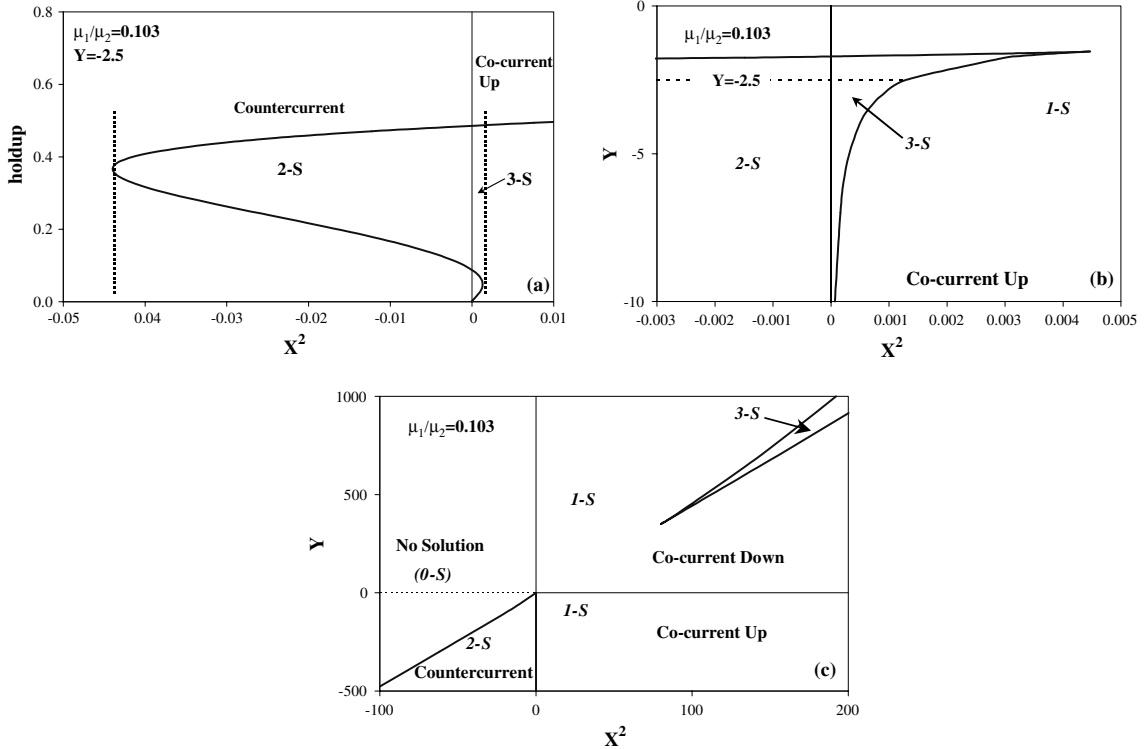 μ₁/μ₂=0.103
Y=-2.5
Co-current
Up
Countercurrent
2-S
3-S
(a)
holdup
0.8
0.6
0.4
0.2
0.0
-0.05
-0.04
-0.03
-0.02
-0.01
0
0.01
X²
μ₁/μ₂=0.103
Y=-2.5
1-S
3-S
2-S
Co-current Up
(b)
Y
0
-5
-10
-0.003
-0.002
-0.001
0
0.001
0.002
0.003
0.004
0.005
X²
μ₁/μ₂=0.103
3-S
1-S
No Solution
(0-S)
Co-current Down
1-S
2-S
Co-current Up
Countercurrent
(c)
Y
1000
500
0
-500
-100
0
100
200
X²